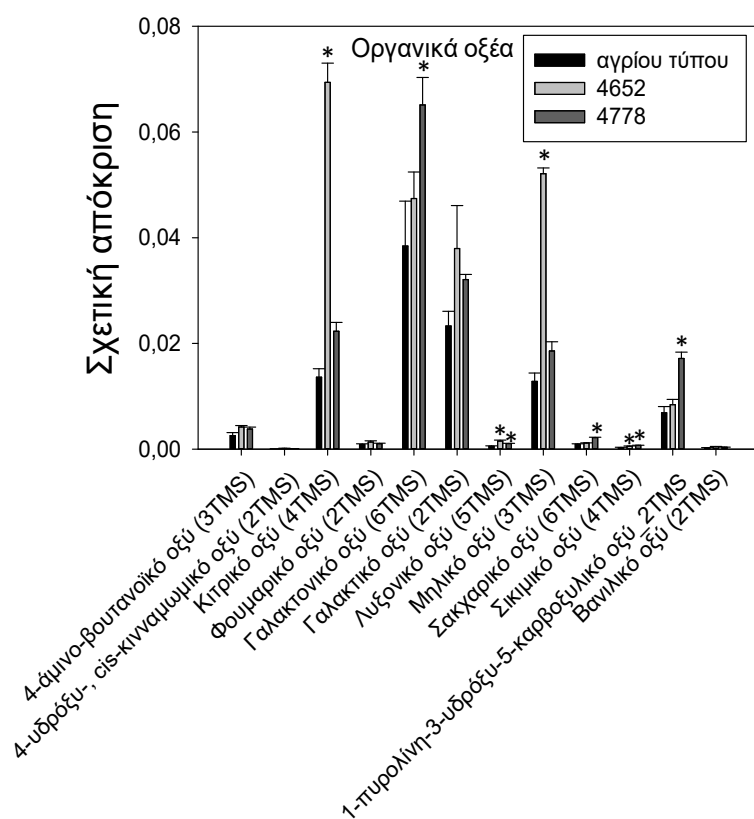 Οργανικά οξέα
αγρίου τύπου
4652
4778
Σχετική απόκριση
0,08
0,06
0,04
0,02
0,00
*
*
*
*
*
*
*
*
*
4-άμινο-βουτανοϊκό οξύ (3TMS)
4-υδρόξυ-, cis-κινναμωμικό οξύ (2TMS)
Κιτρικό οξύ (4TMS)
Φουμαρικό οξύ (2TMS)
Γαλακτονικό οξύ (6TMS)
Γαλακτικό οξύ (2TMS)
Λυξονικό οξύ (5TMS)
Μηλικό οξύ (3TMS)
Σακχαρικό οξύ (6TMS)
Σικιμικό οξύ (4TMS)
1-πυρολίνη-3-υδρόξυ-5-καρβοξυλικό οξύ_2TMS
Βανιλικό οξύ (2TMS)